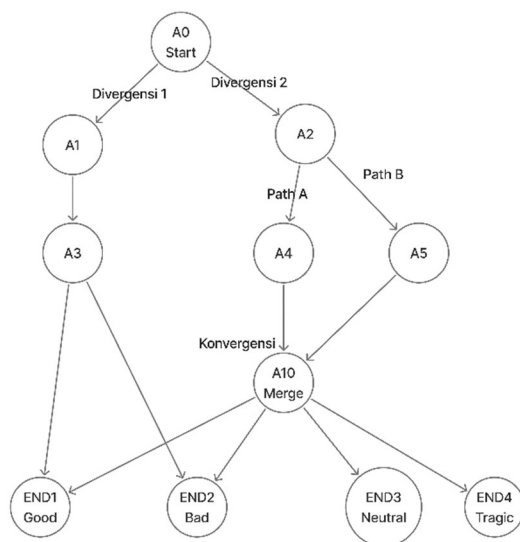 A0
Start
Divergensi 1
Divergensi 2
A1
A2
Path A
Path B
A3
A4
A5
Konvergensi
A10
Merge
END1
Good
END2
Bad
END3
Neutral
END4
Tragic